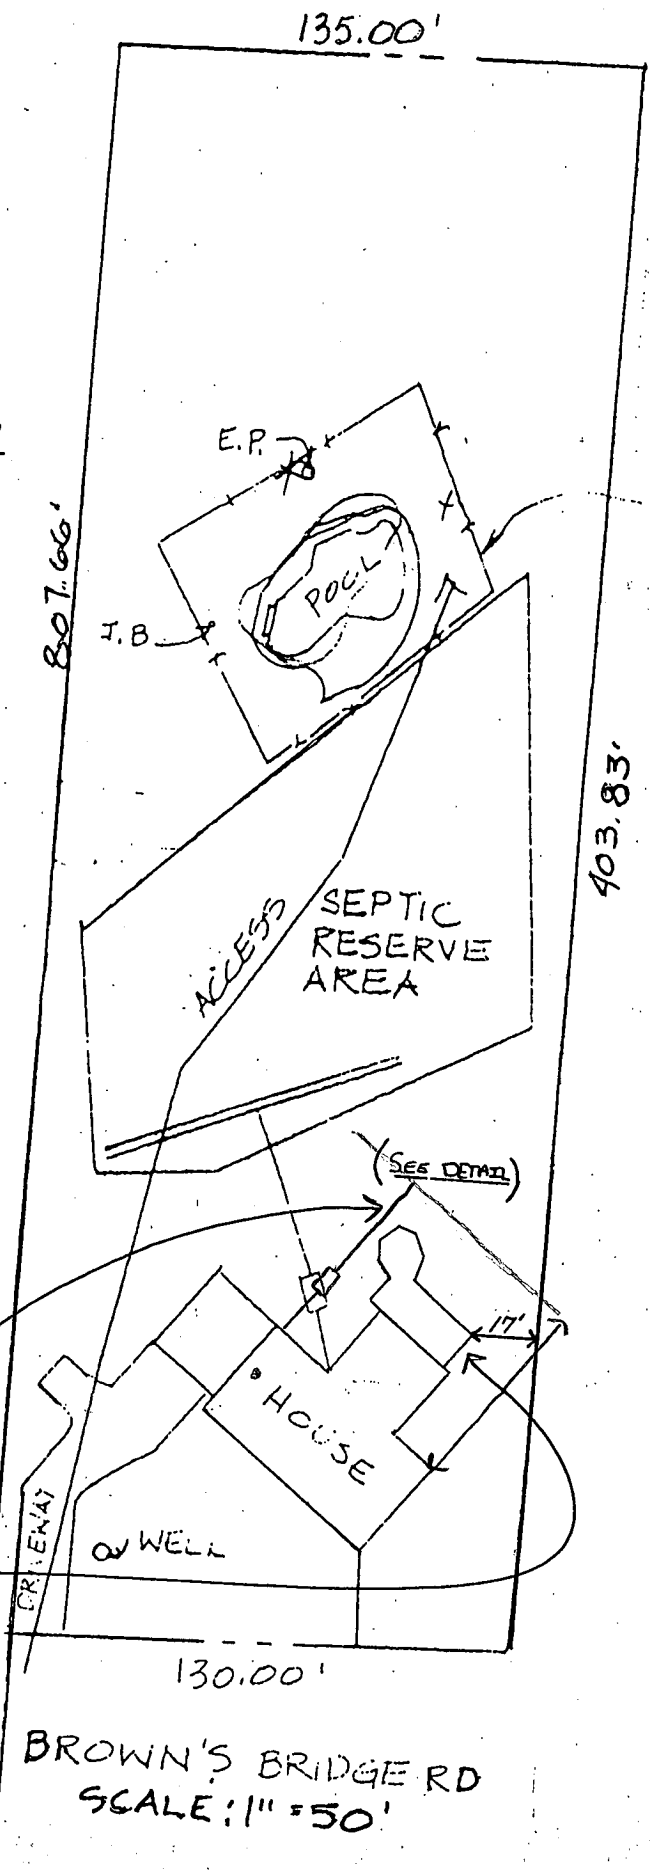 135.00'
E.P.
POOL
807.66'
J.B
403.83'
ACCESS
SEPTIC
RESERVE
AREA
(SEE DETAIL)
17'
HOUSE
DRIVEWAY
WELL
130.00'
BROWN'S BRIDGE RD
SCALE: 1" = 50'